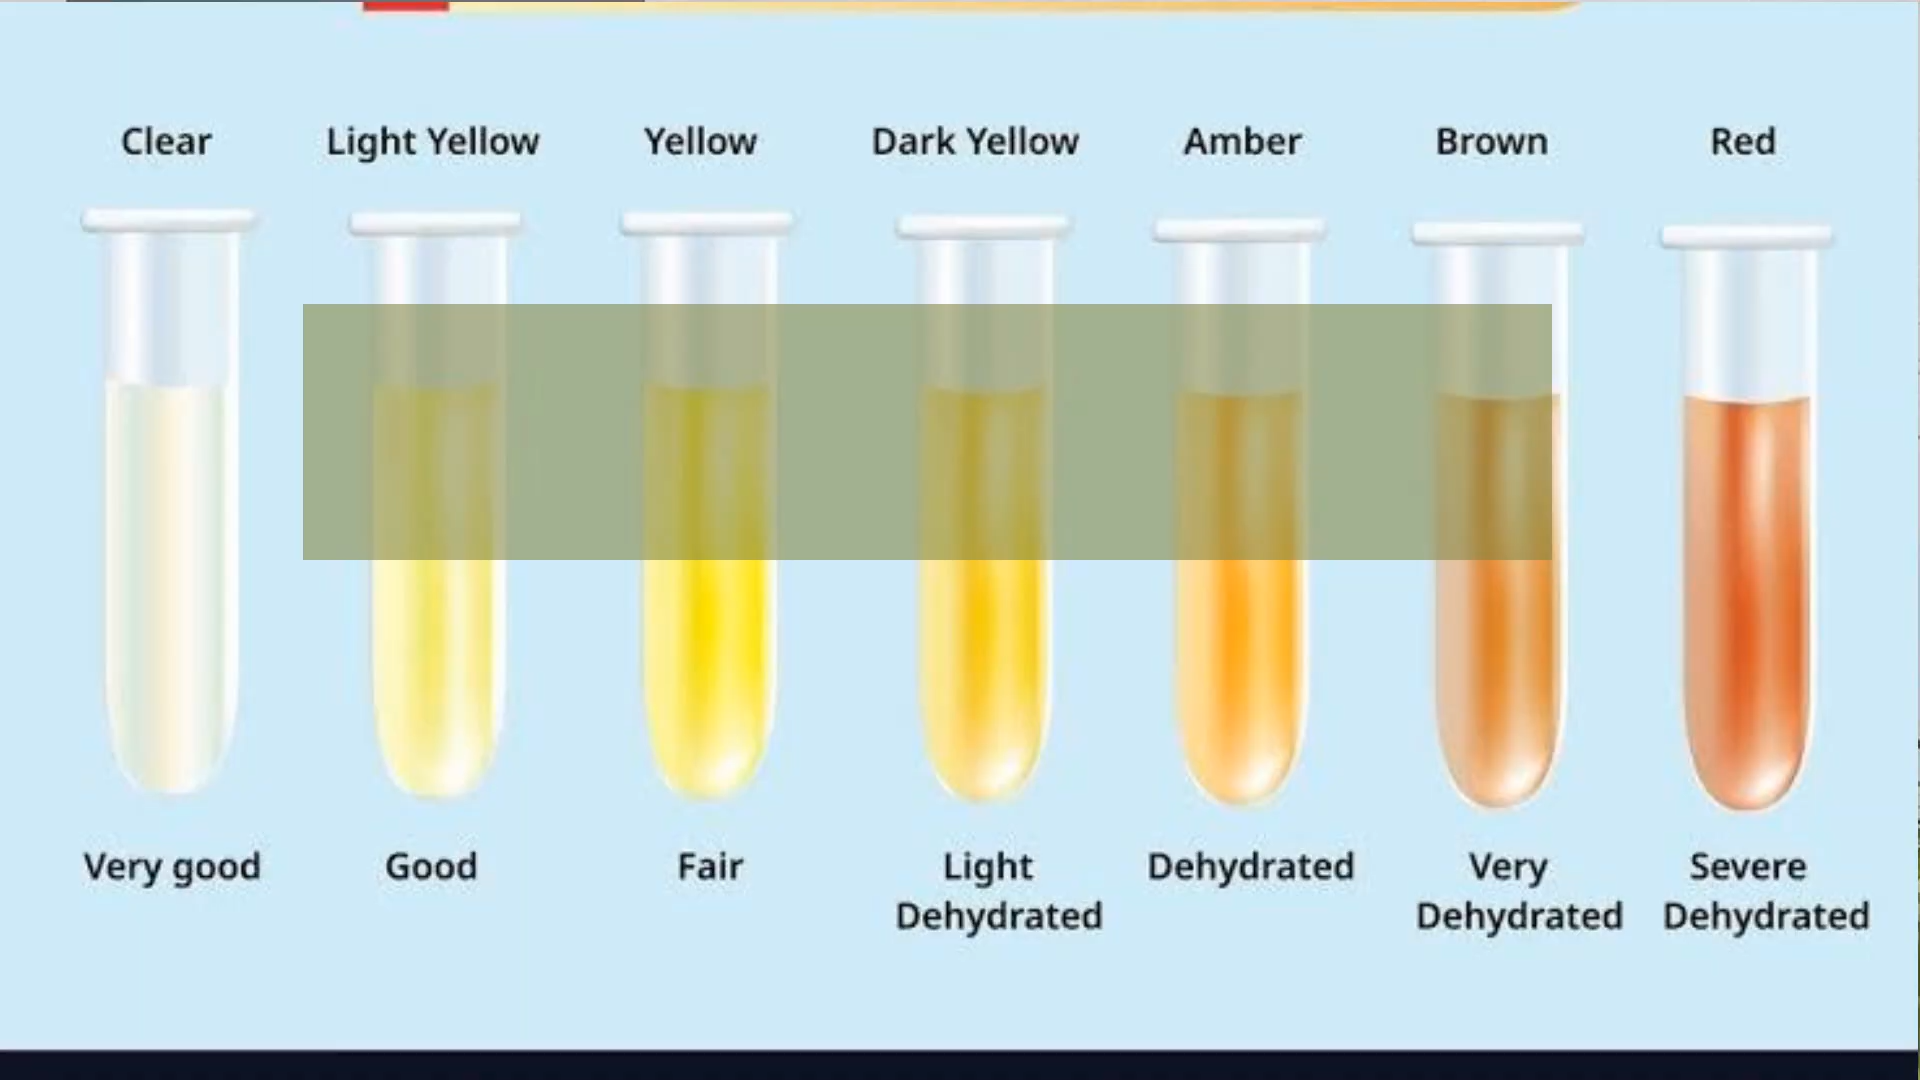 Clear Light Yellow Yellow Dark Yellow Amber Brown Red
Very good Good Fair Light Dehydrated Very Severe
Dehydrated Dehydrated Dehydrated